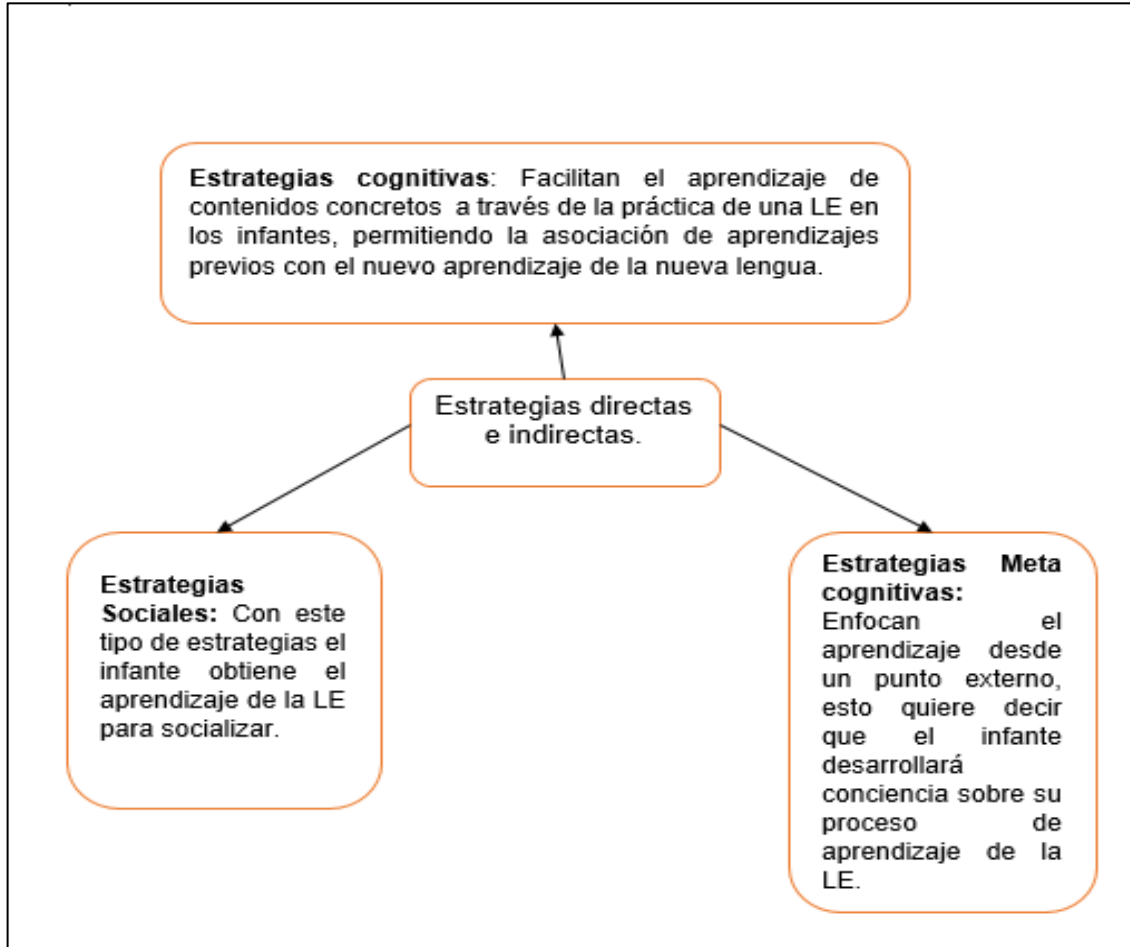 Estrategias cognitivas: Facilitan el aprendizaje de
contenidos concretos a través de la práctica de una LE en
los infantes, permitiendo la asociación de aprendizajes
previos con el nuevo aprendizaje de la nueva lengua.
Estrategias directas
e indirectas.
Estrategias
Sociales: Con este
tipo de estrategias el
infante obtiene el
aprendizaje de la LE
para socializar.
Estrategias Meta
cognitivas:
Enfocan el
aprendizaje desde
un punto externo,
esto quiere decir
que el infante
desarrollará
conciencia sobre su
proceso de
aprendizaje de la
LE.